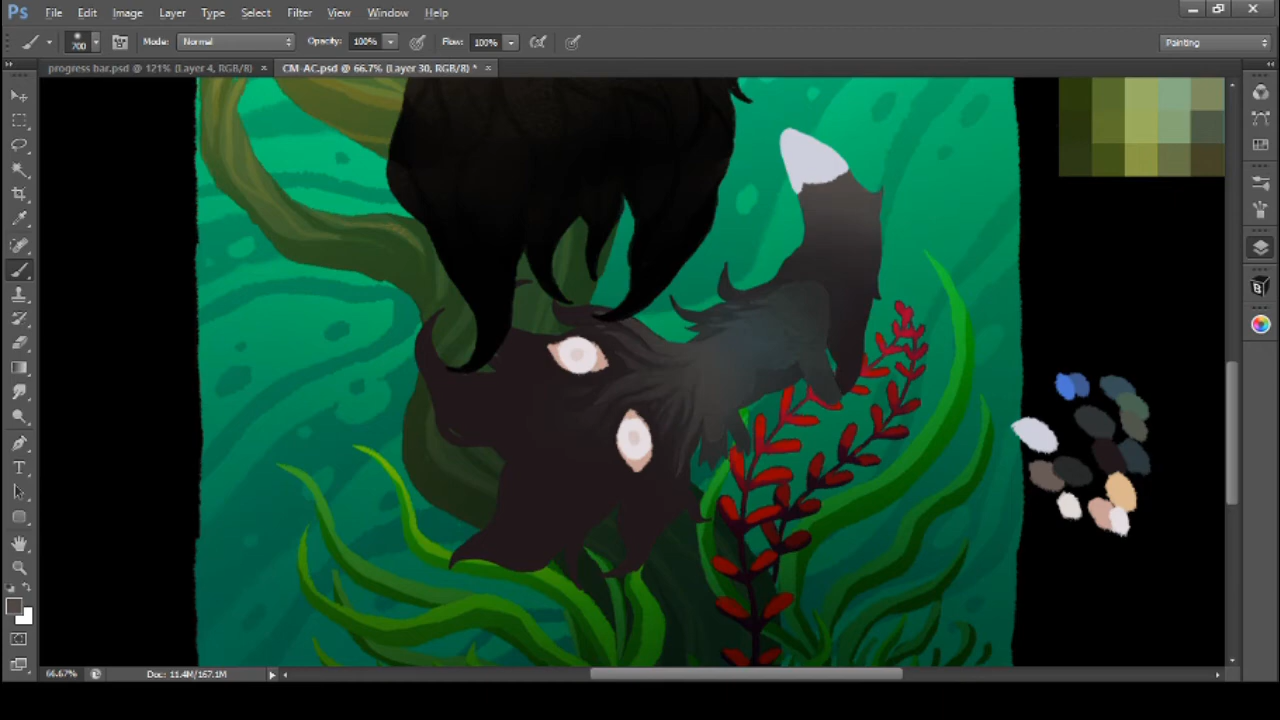 Ps File Edit Image Layer Type Select Filter View Window Help
700 Mode: Normal Opacity: 100% Flow: 100% Painting
progress bar.psd @ 121% (Layer 4, RGB/8) × CM-AC.psd @ 66.7% (Layer 30, RGB/8) * ×
T
B
66.67% Doc: 11.4M/167.1M